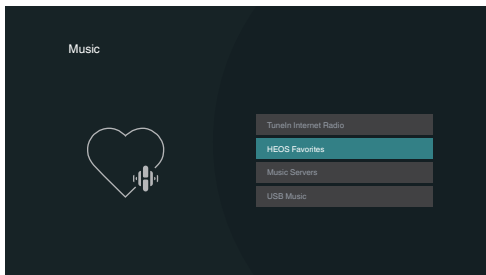 Music
TuneIn Internet Radio
HEOS Favorites
Music Servers
USB Music